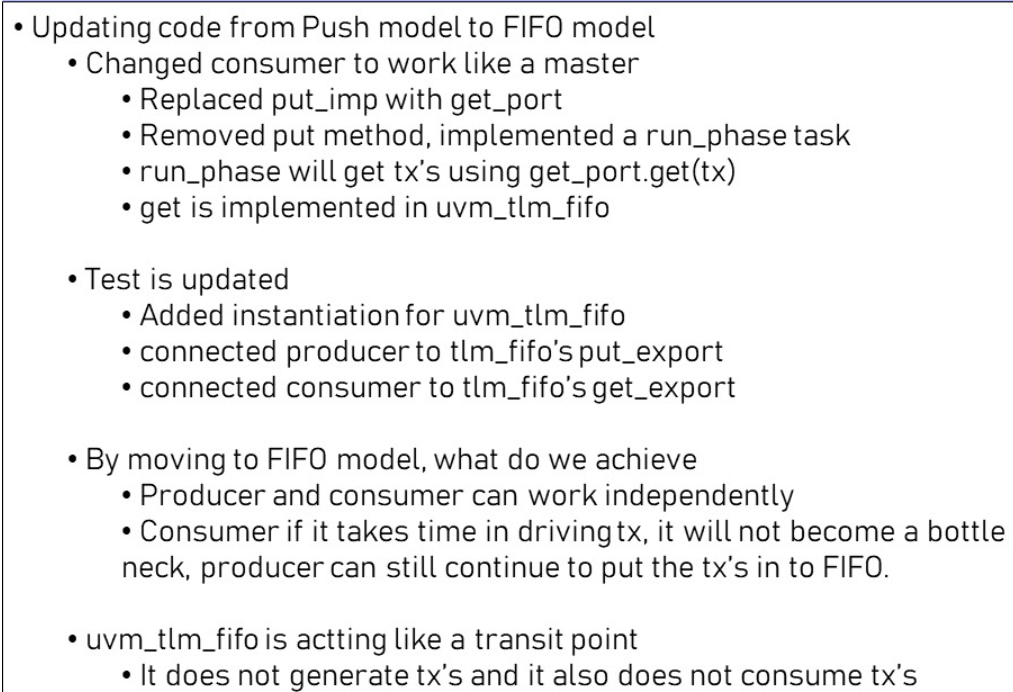 • Updating code from Push model to FIFO model
• Changed consumer to work like a master
• Replaced put_imp with get_port
• Removed put method, implemented a run_phase task
• run_phase will get tx's using get_port.get(tx)
• get is implemented in uvm_tlm_fifo
• Test is updated
• Added instantiation for uvm_tlm_fifo
• connected producer to tlm_fifo's put_export
• connected consumer to tlm_fifo's get_export
• By moving to FIFO model, what do we achieve
• Producer and consumer can work independently
• Consumer if it takes time in driving tx, it will not become a bottle
neck, producer can still continue to put the tx's in to FIFO.
• uvm_tlm_fifo is actting like a transit point
• It does not generate tx's and it also does not consume tx's